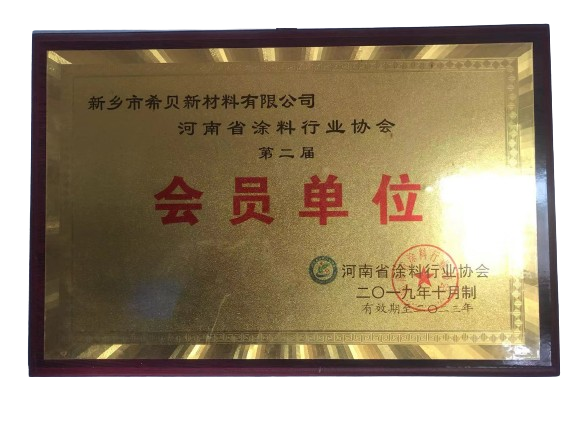 新乡市希贝新材料有限公司
河南省涂料行业协会
第二届
会员单位
河南省涂料行业协会
二〇一九年十月制
有效期至二〇二三年